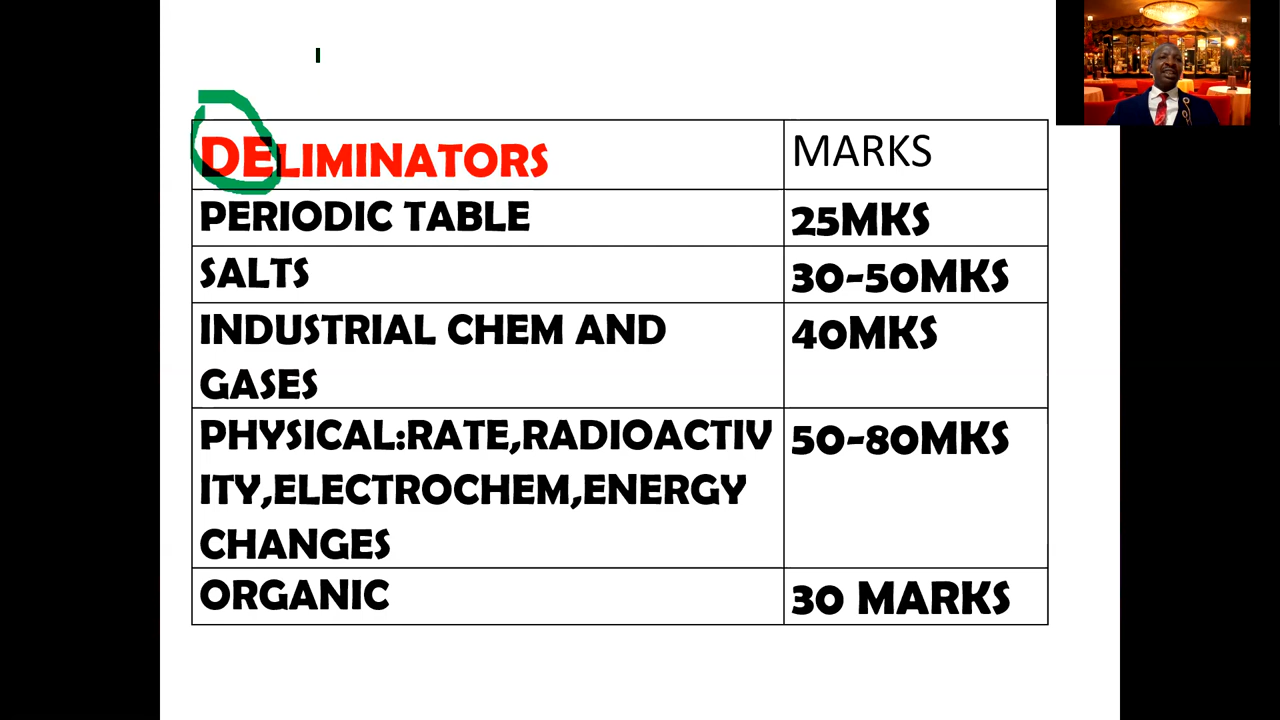 DELIMINATORS
MARKS
PERIODIC TABLE
25MKS
SALTS
30-50MKS
INDUSTRIAL CHEM AND
GASES
40MKS
PHYSICAL:RATE,RADIOACTIV
ITY,ELECTROCHEM,ENERGY
CHANGES
50-80MKS
ORGANIC
30 MARKS